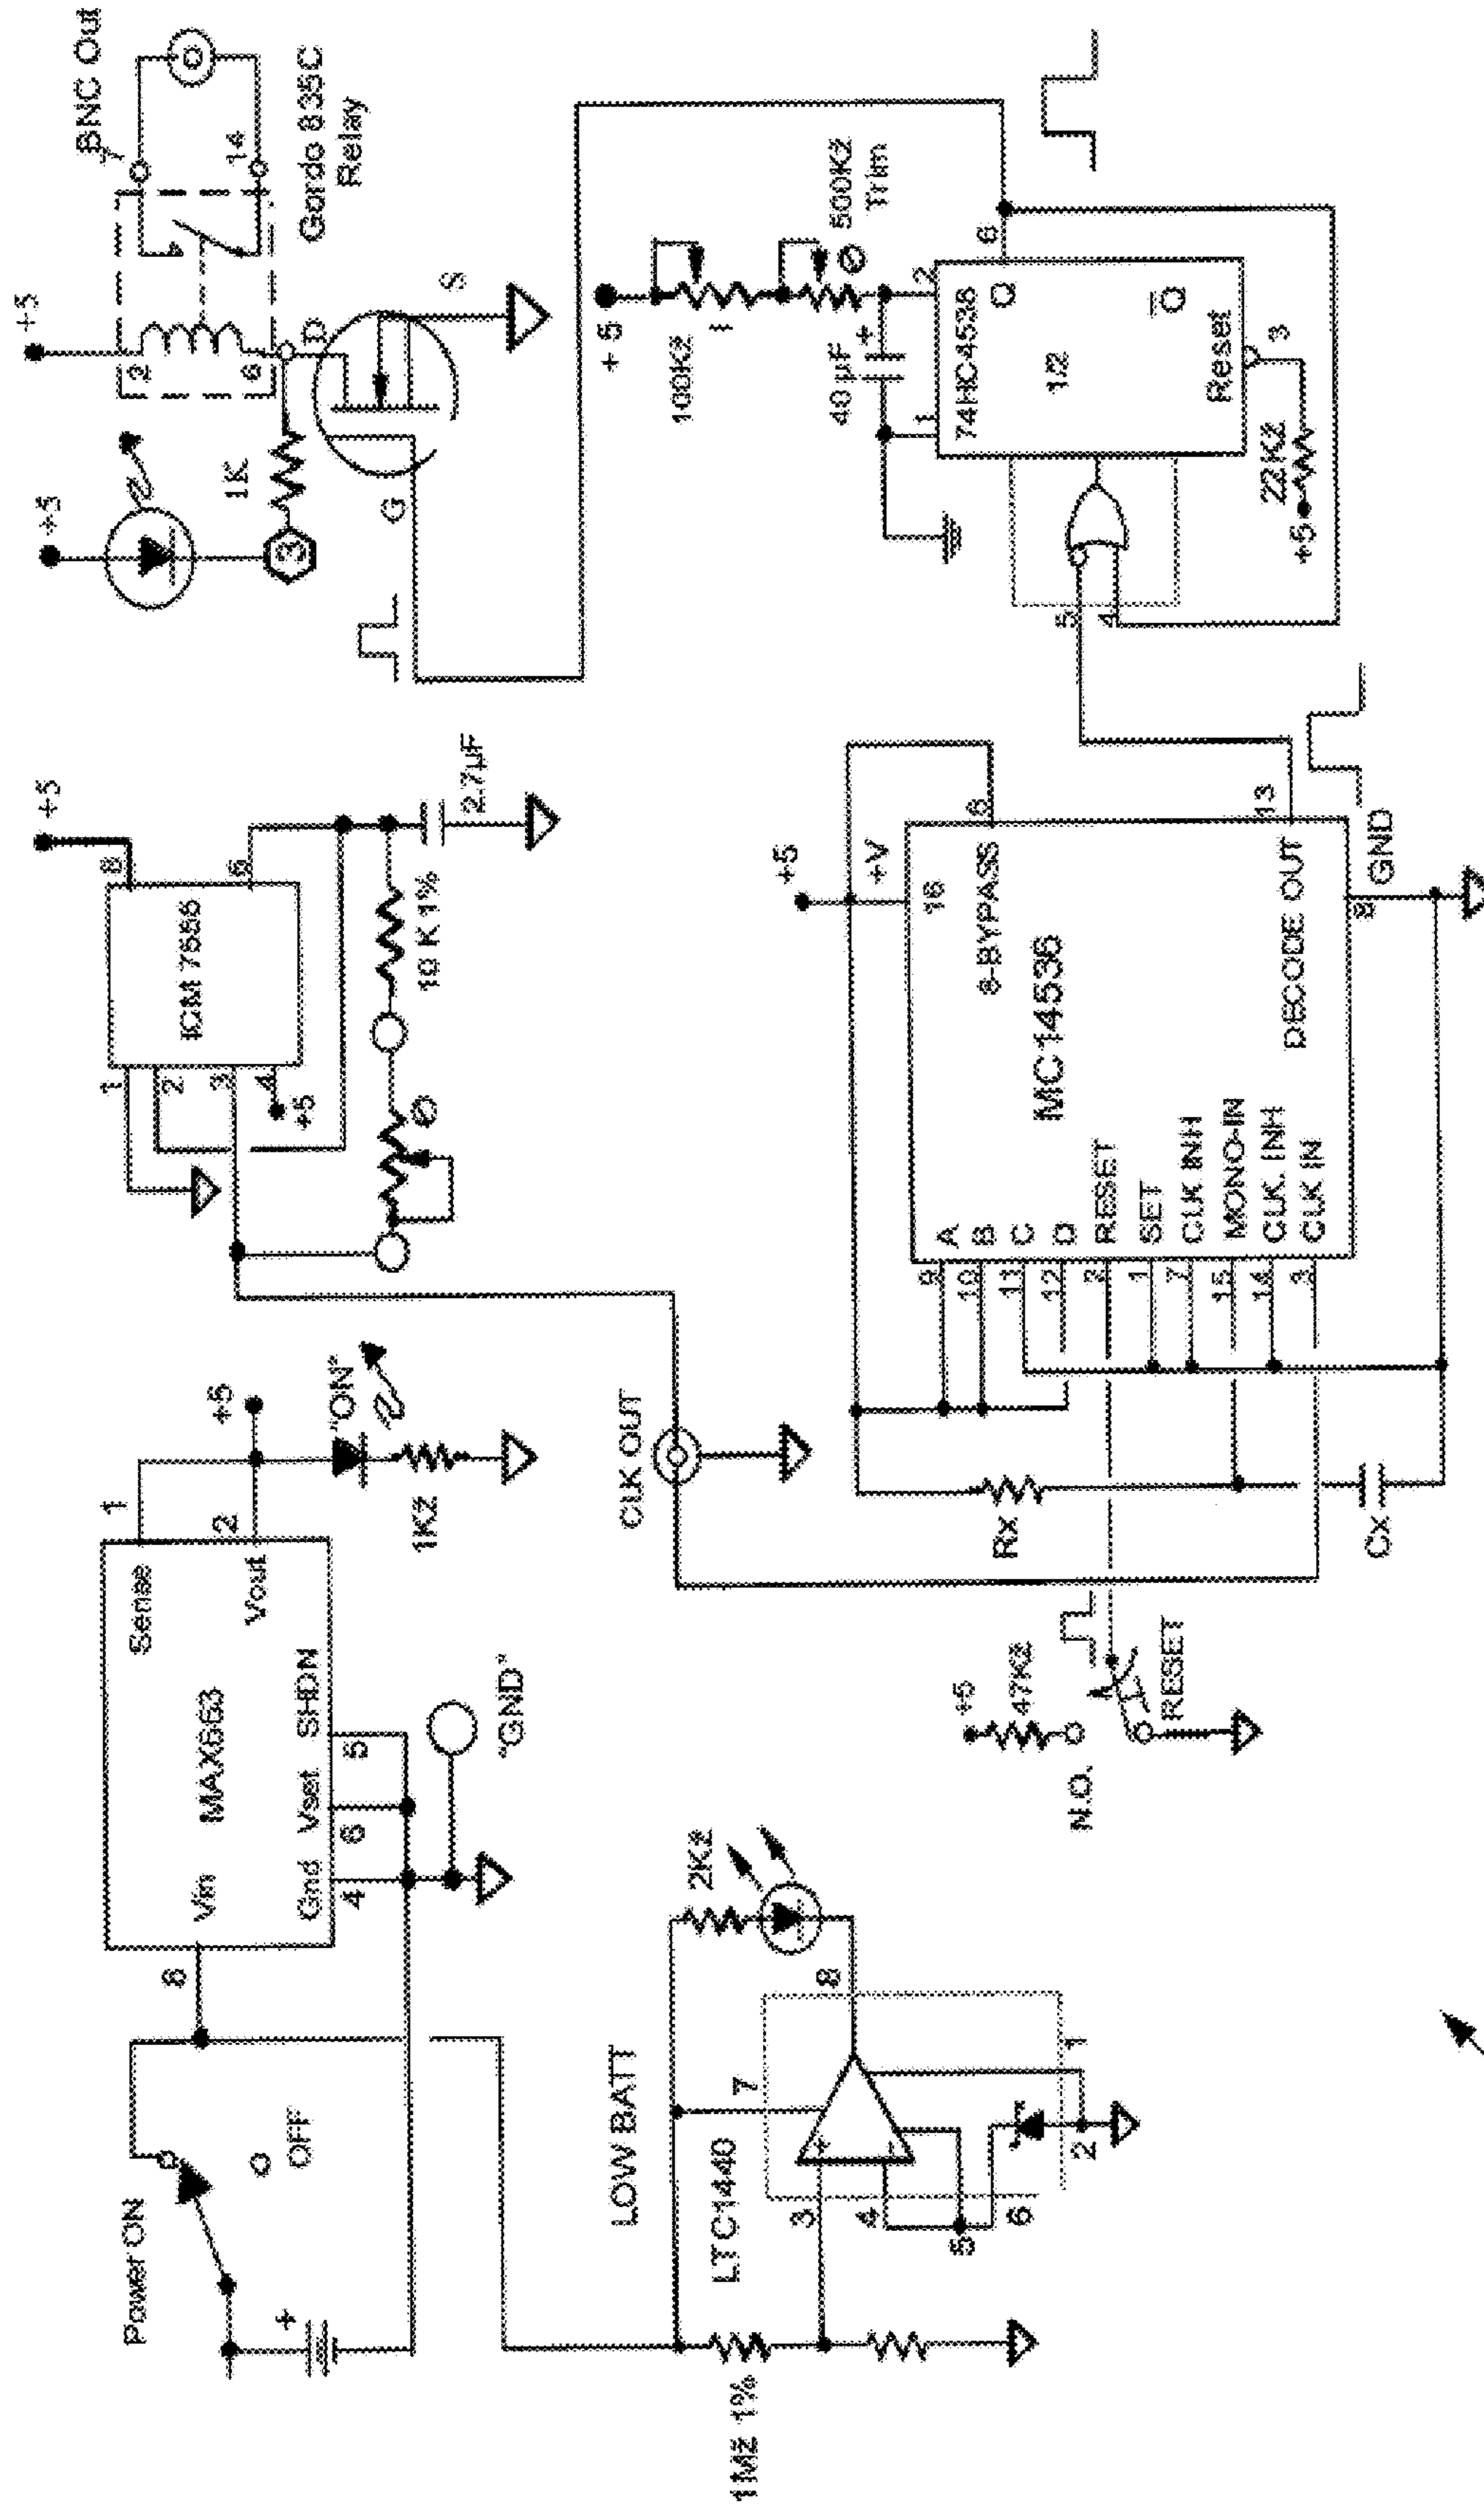 Power ON
OFF
+
8
Vin
MAX663
Sense
Vout
Gnd
Vset
SHDN
4
6
5
1
2
"GND"
+5
"ON"
1KΩ
1
2
3
4
+5
ICM 7555
8
6
+5
10 K 1%
2.7µF
+5
3
1K
+5
2
6
D
G
S
7
14
BNC Out
Gordo 835C
Relay
LOW BATT
LTC1440
7
3
4
5
6
8
1
2
+
2KΩ
1MΩ 1%
CLK OUT
+5
47KΩ
N.O.
RESET
Rx
Cx
9
10
11
12
2
1
7
15
14
3
A
B
C
D
RESET
SET
CLK INH
MONO-IN
CLK. INH
CLK IN
MC14536
+5
+V
16
8-BYPASS
6
DECODE OUT
13
8
GND
+5
100KΩ
500KΩ
Trim
40 µF
+
1
2
74HC4538
1/2
Q
Q
Reset
6
3
5
4
22KΩ
+5